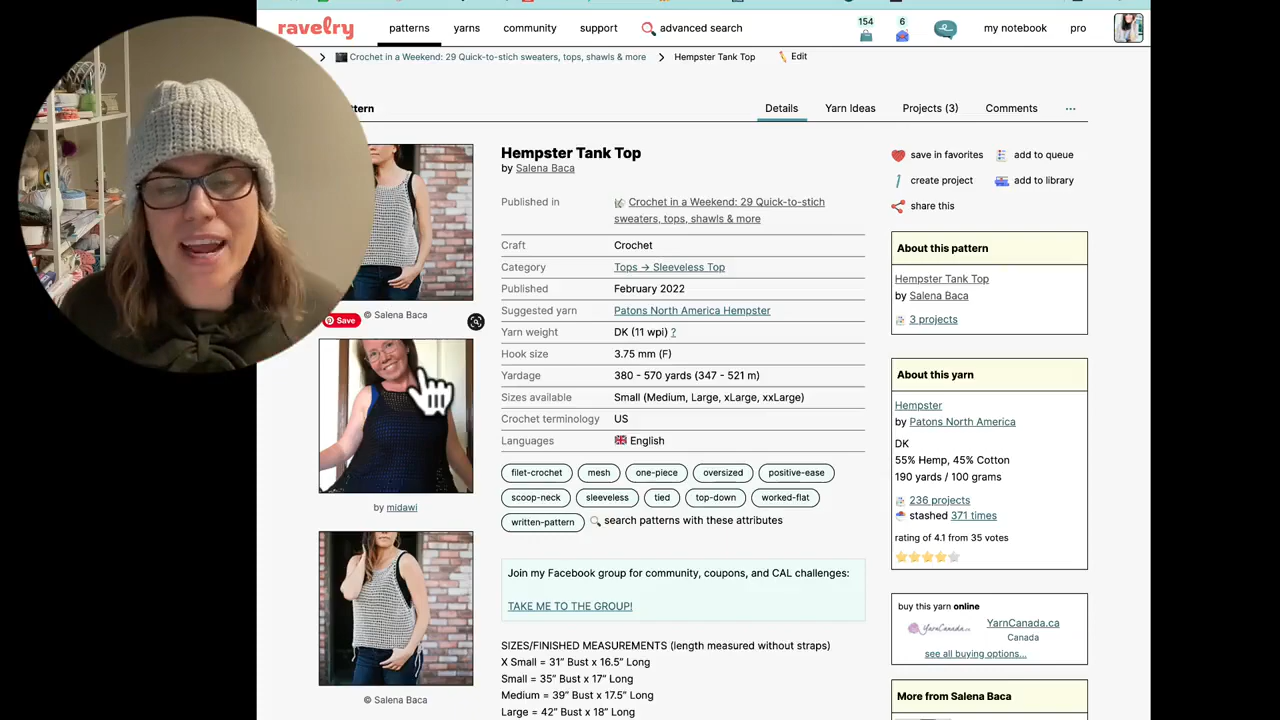 ravelry
patterns
yarns
community
support
advanced search
154
6
my notebook
pro
Crochet in a Weekend: 29 Quick-to-stich sweaters, tops, shawls & more
Hempster Tank Top
Edit
Details
Yarn Ideas
Projects (3)
Comments
Hempster Tank Top
by Salena Baca
Published in
Crochet in a Weekend: 29 Quick-to-stich
sweaters, tops, shawls & more
Craft
Crochet
Category
Tops → Sleeveless Top
Published
February 2022
Suggested yarn
Patons North America Hempster
Yarn weight
DK (11 wpi) ?
Hook size
3.75 mm (F)
Yardage
380 - 570 yards (347 - 521 m)
Sizes available
Small (Medium, Large, xLarge, xxLarge)
Crochet terminology
US
Languages
English
filet-crochet
mesh
one-piece
oversized
positive-ease
scoop-neck
sleeveless
tied
top-down
worked-flat
written-pattern
search patterns with these attributes
Join my Facebook group for community, coupons, and CAL challenges:
TAKE ME TO THE GROUP!
SIZES/FINISHED MEASUREMENTS (length measured without straps)
X Small = 31" Bust x 16.5" Long
Small = 35" Bust x 17" Long
Medium = 39" Bust x 17.5" Long
Large = 42" Bust x 18" Long
© Salena Baca
Save
by midawi
© Salena Baca
save in favorites
add to queue
create project
add to library
share this
About this pattern
Hempster Tank Top
by Salena Baca
3 projects
About this yarn
Hempster
by Patons North America
DK
55% Hemp, 45% Cotton
190 yards / 100 grams
236 projects
stashed 371 times
rating of 4.1 from 35 votes
buy this yarn online
YarnCanada.ca
Canada
see all buying options...
More from Salena Baca